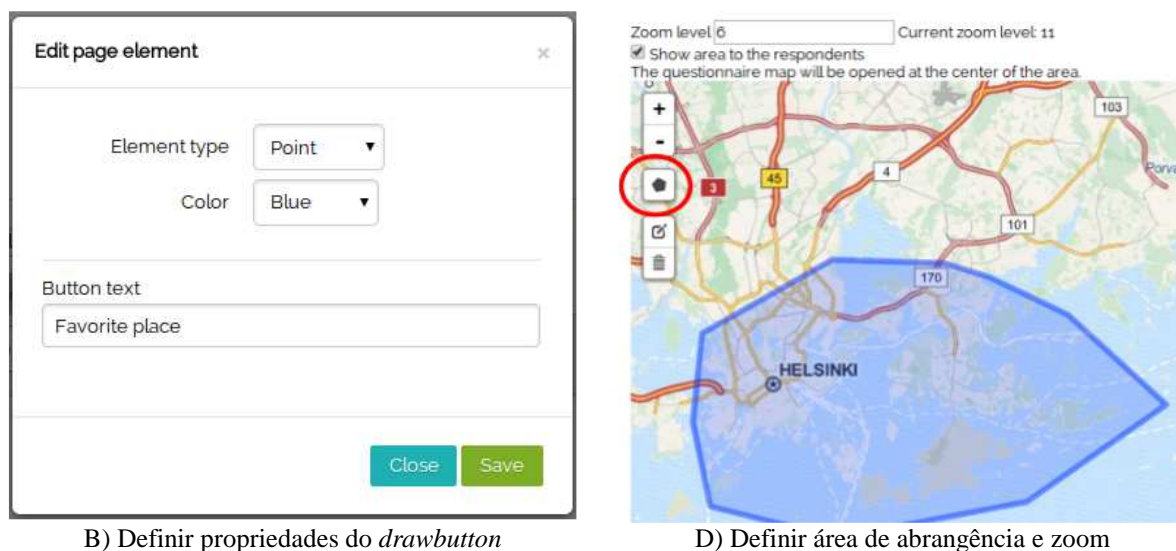 Edit page element ×
Element type Point
Color Blue
Button text
Favorite place
Close Save
B) Definir propriedades do drawbutton
Zoom level 6 Current zoom level: 11
Show area to the respondents
The questionnaire map will be opened at the center of the area.
+
-
103
4
45
3
101
170
HELSINKI
D) Definir área de abrangência e zoom